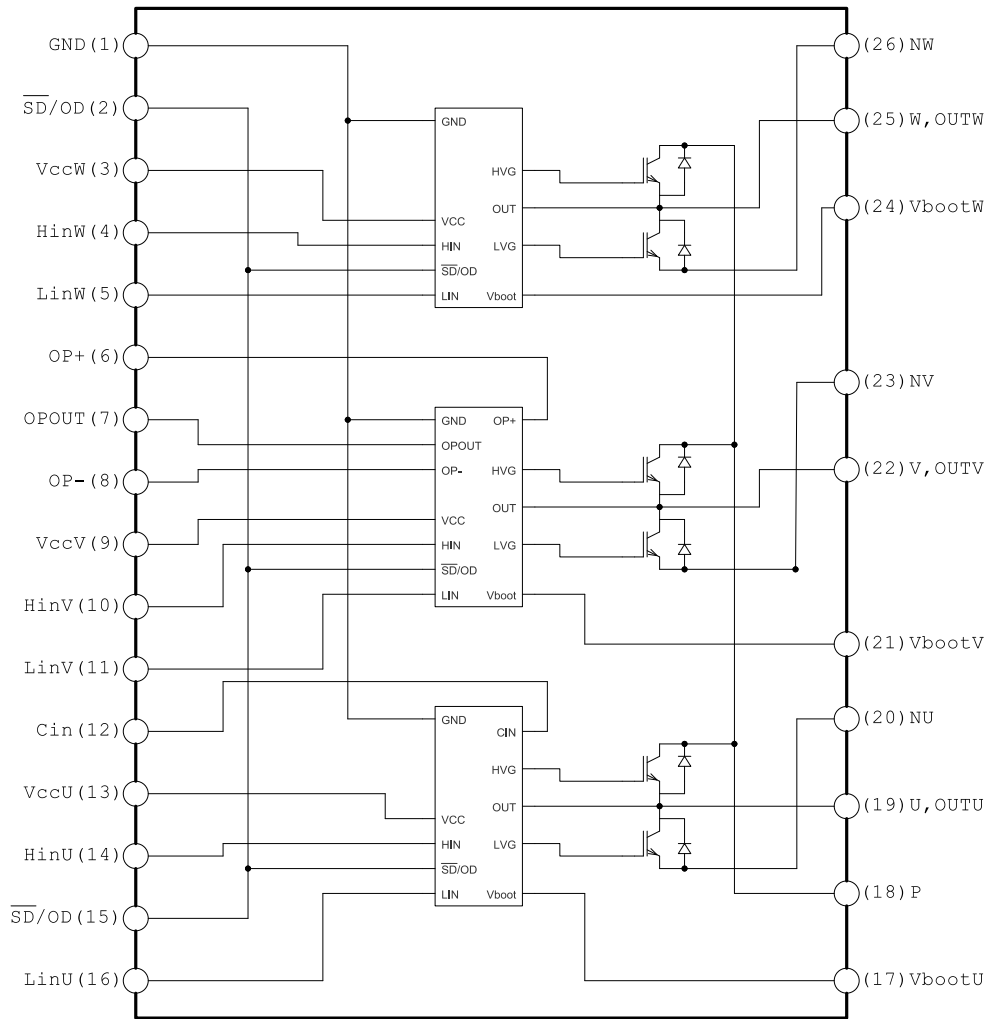 GND(1)
SD/OD(2)
VccW(3)
HinW(4)
LinW(5)
OP+(6)
OPOUT(7)
OP-(8)
VccV(9)
HinV(10)
LinV(11)
Cin(12)
VccU(13)
HinU(14)
SD/OD(15)
LinU(16)
GND
HVG
OUT
VCC
HIN
LVG
SD/OD
LIN
Vboot
GND
OP+
OPOUT
OP-
HVG
OUT
VCC
HIN
LVG
SD/OD
LIN
Vboot
GND
CIN
HVG
OUT
VCC
HIN
LVG
SD/OD
LIN
Vboot
(26)NW
(25)W,OUTW
(24)VbootW
(23)NV
(22)V,OUTV
(21)VbootV
(20)NU
(19)U,OUTU
(18)P
(17)VbootU